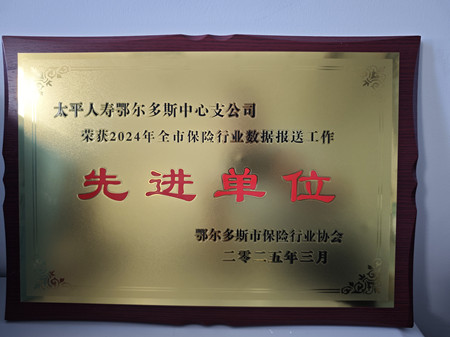 太平人寿鄂尔多斯中心支公司
荣获2024年全市保险行业数据报送工作
先进单位
鄂尔多斯市保险行业协会
二零二五年三月